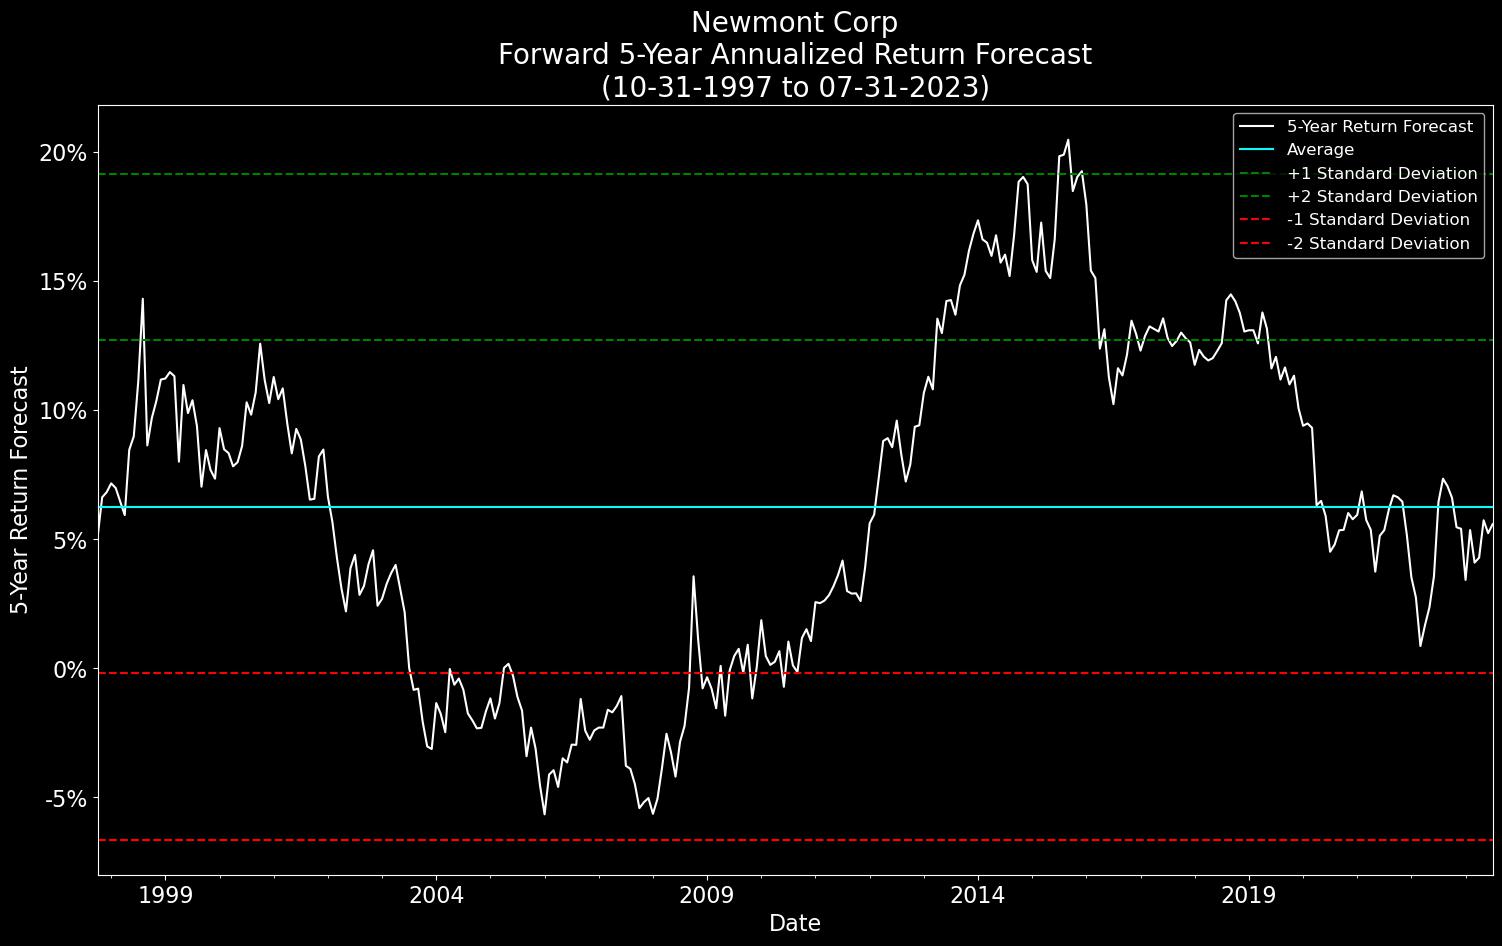 Newmont Corp
Forward 5-Year Annualized Return Forecast
(10-31-1997 to 07-31-2023)
5-Year Return Forecast
Average
+1 Standard Deviation
+2 Standard Deviation
-1 Standard Deviation
-2 Standard Deviation
5-Year Return Forecast
20%
15%
10%
5%
0%
-5%
1999 2004 2009 2014 2019
Date